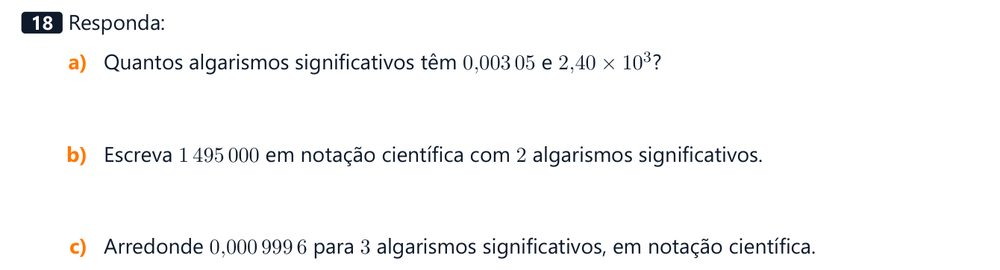 18 Responda:
a) Quantos algarismos significativos têm 0,003 05 e 2,40 × 10³?
b) Escreva 1 495 000 em notação científica com 2 algarismos significativos.
c) Arredonde 0,000 999 6 para 3 algarismos significativos, em notação científica.